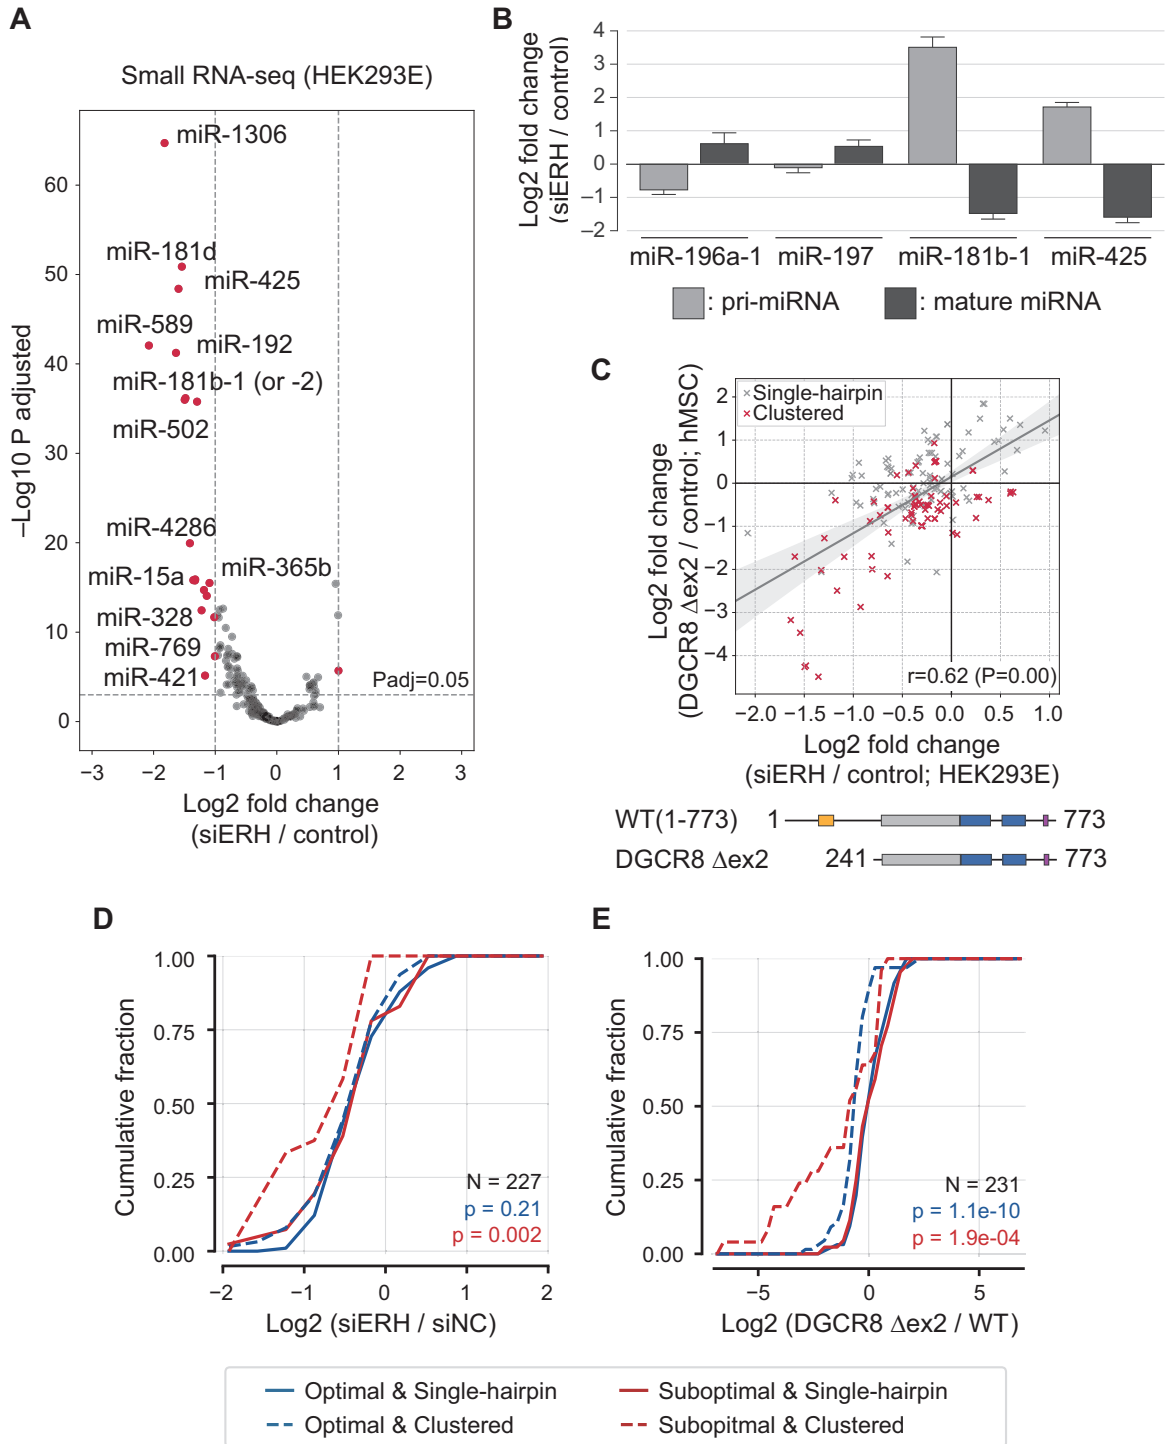 A
Small RNA-seq (HEK293E)
−Log10 P adjusted
60
50
40
30
20
10
0
miR-1306
miR-181d
miR-425
miR-589
miR-192
miR-181b-1 (or -2)
miR-502
miR-4286
miR-365b
miR-15a
miR-328
miR-769
miR-421
Padj=0.05
−3
−2
−1
0
1
2
3
Log2 fold change
(siERH / control)
B
Log2 fold change
(siERH / control)
4
3
2
1
0
−1
−2
miR-196a-1
miR-197
miR-181b-1
miR-425
: pri-miRNA
: mature miRNA
C
Log2 fold change
(DGCR8 Δex2 / control; hMSC)
2
1
0
−1
−2
−3
−4
Single-hairpin
Clustered
r=0.62 (P=0.00)
−2.0
−1.5
−1.0
−0.5
0.0
0.5
1.0
Log2 fold change
(siERH / control; HEK293E)
WT(1-773)
1
773
DGCR8 Δex2
241
773
D
Cumulative fraction
1.00
0.75
0.50
0.25
0.00
N = 227
p = 0.21
p = 0.002
−2
−1
0
1
2
Log2 (siERH / siNC)
E
Cumulative fraction
1.00
0.75
0.50
0.25
0.00
N = 231
p = 1.1e-10
p = 1.9e-04
−5
0
5
Log2 (DGCR8 Δex2 / WT)
Optimal & Single-hairpin
Suboptimal & Single-hairpin
Optimal & Clustered
Subopitmal & Clustered